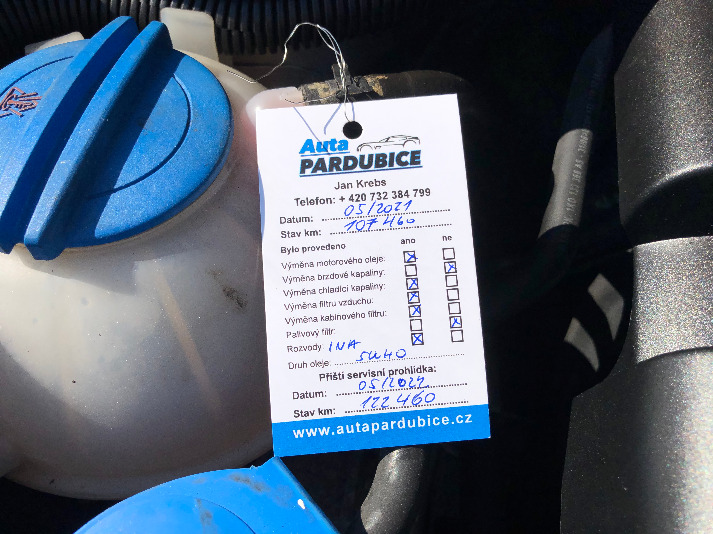 Auta
PARDUBICE
Jan Krebs
Telefon: + 420 732 384 799
Datum: 05/2021
Stav km: 107 460
Bylo provedeno ano ne
Výměna motorového oleje:
Výměna brzdové kapaliny:
Výměna chladící kapaliny:
Výměna filtru vzduchu:
Výměna kabinového filtru:
Palivový filtr:
Rozvody: INA
Druh oleje: 5W40
Příští servisní prohlídka:
Datum: 05/2022
Stav km: 122 460
www.autapardubice.cz